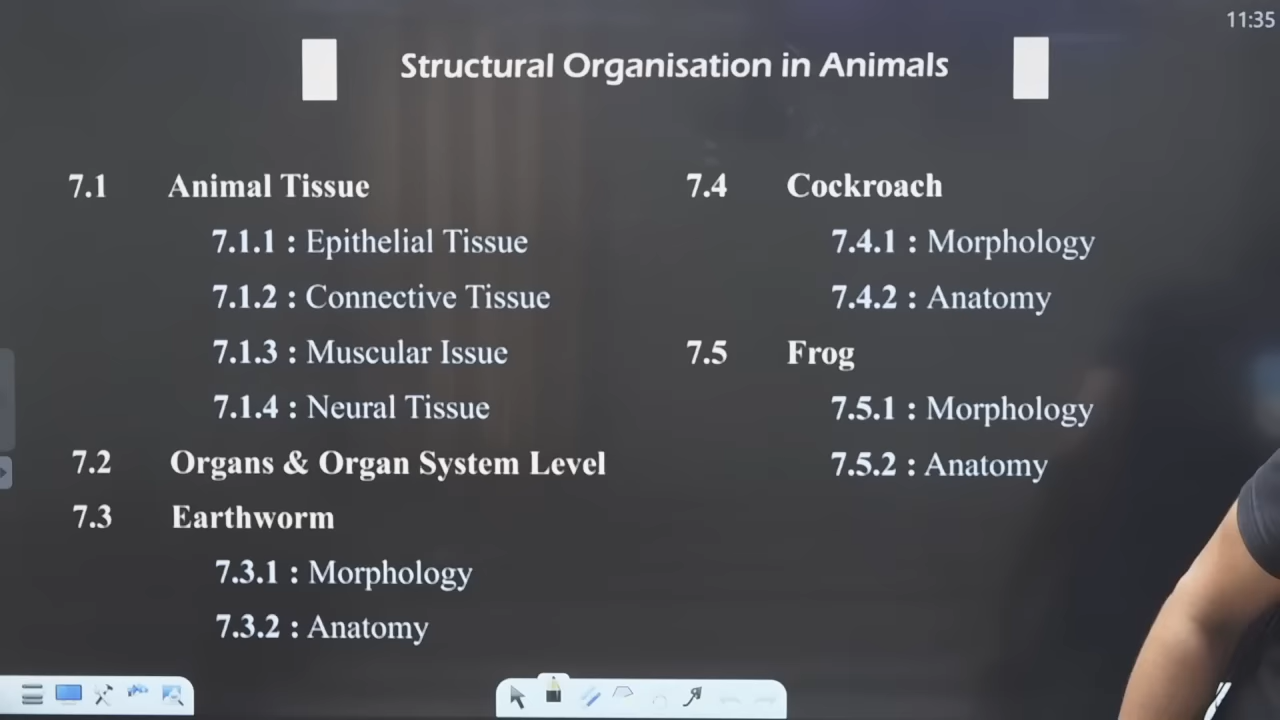 11:35
Structural Organisation in Animals
7.1 Animal Tissue
7.1.1 : Epithelial Tissue
7.1.2 : Connective Tissue
7.1.3 : Muscular Issue
7.1.4 : Neural Tissue
7.2 Organs & Organ System Level
7.3 Earthworm
7.3.1 : Morphology
7.3.2 : Anatomy
7.4 Cockroach
7.4.1 : Morphology
7.4.2 : Anatomy
7.5 Frog
7.5.1 : Morphology
7.5.2 : Anatomy